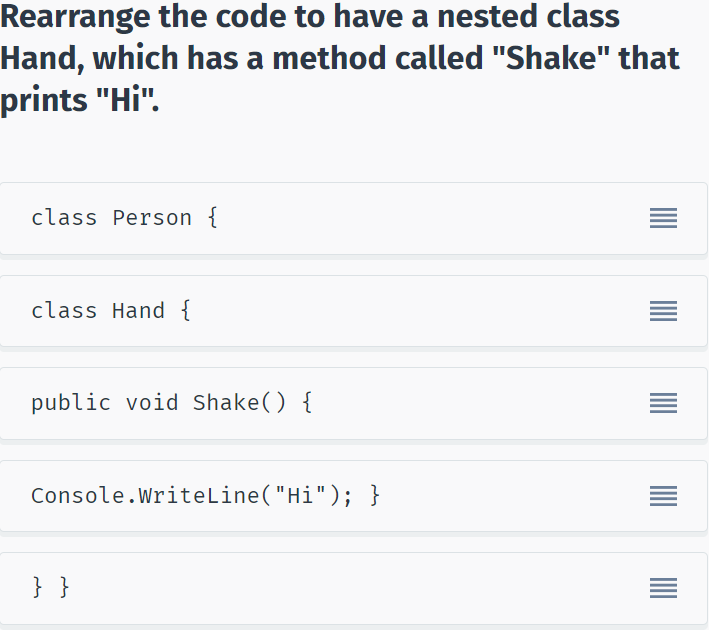 Rearrange the code to have a nested class
Hand, which has a method called "Shake" that
prints "Hi".
class Person {
class Hand {
public void Shake() {
Console.WriteLine("Hi"); }
} }